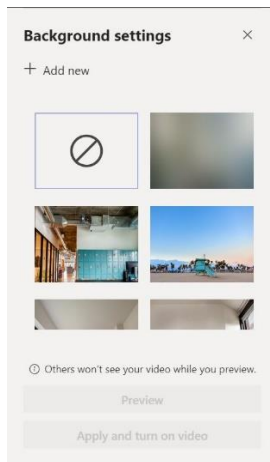 Background settings
Add new
Others won't see your video while you preview.
Preview
Apply and turn on video